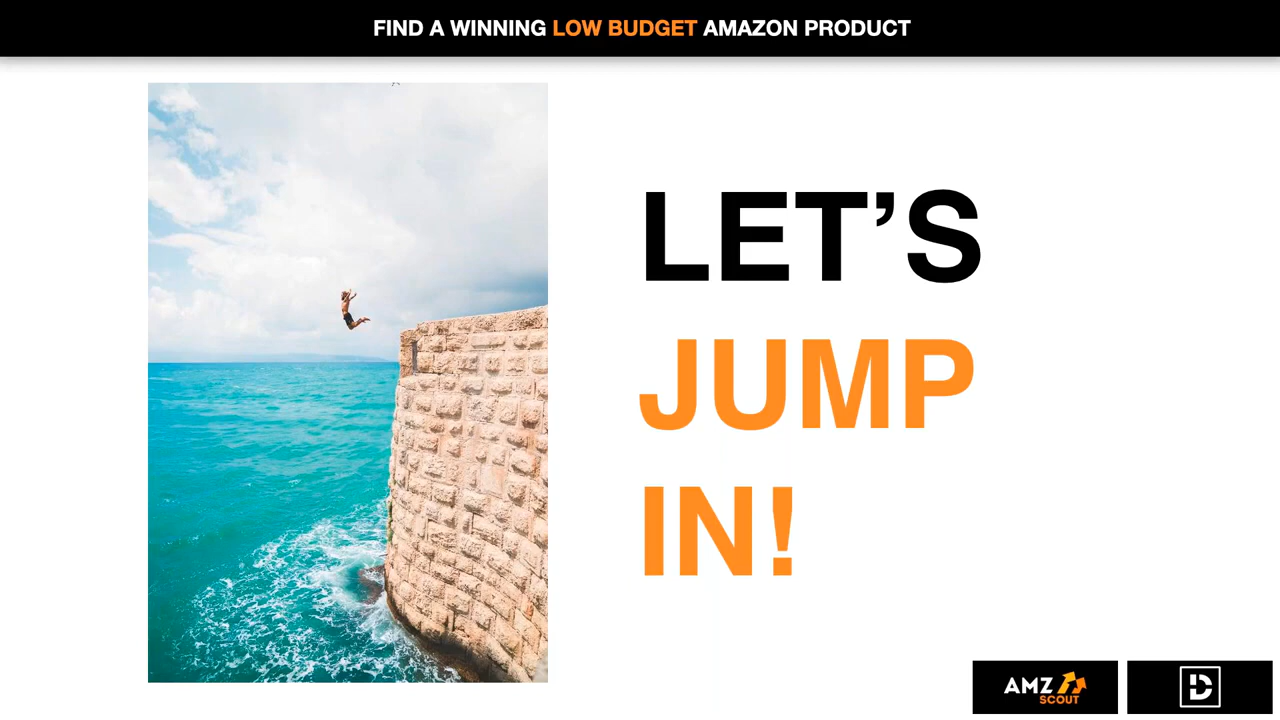 FIND A WINNING LOW BUDGET AMAZON PRODUCT
LET’S
JUMP
IN!
AMZ
SCOUT
D